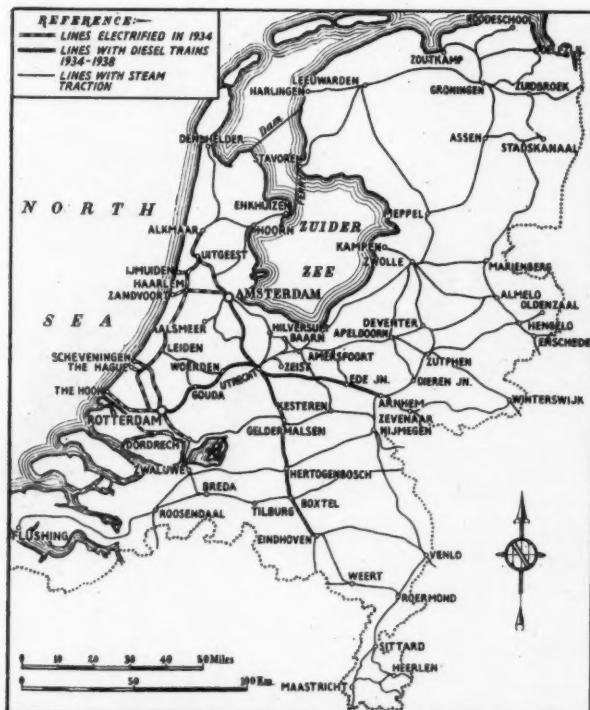 REFERENCE:—
LINES ELECTRIFIED IN 1934
LINES WITH DIESEL TRAINS
1934-1938
LINES WITH STEAM
TRACTION
ROODESCHOOL
ZOUTKAMP
LEEUWARDEN
HARLINGEN
GRONINGEN
ZUIDBROEK
Dam
DEN HELDER
STAVOREN
ASSEN
STADSKANAAL
NORTH
ENKHUIZEN
FERRY
ZUIDER
MEPPEL
ALKMAAR
HOORN
KAMPEN
UITGEEST
ZEE
ZWOLLE
MARIENBERG
IJMUIDEN
HAARLEM
ZANDVOORT
AMSTERDAM
ALMELO
OLDENZAAL
SEA
AALSMEER
HILVERSUM
BAARN
DEVENTER
APELDOORN
HENGELO
ENSCHEDE
LEIDEN
SCHEVENINGEN
THE HAGUE
WOERDEN
AMERSFOORT
ZEIST
ZUTPHEN
UTRECHT
EDE JN.
DIEREN JN.
THE HOOK
GOUDA
ARNHEM
WINTERSWIJK
ROTTERDAM
KESTEREN
ZEVENAAR
GELDERMALSEN
NIJMEGEN
DORDRECHT
ZWALUWE
HERTOGENBOSCH
BREDA
BOXTEL
ROOSENDAAL
TILBURG
FLUSHING
EINDHOVEN
VENLO
WEERT
ROERMOND
SITTARD
HEERLEN
MAASTRICHT
0 10 20 30 40 50 Miles
0 50 100 Km.